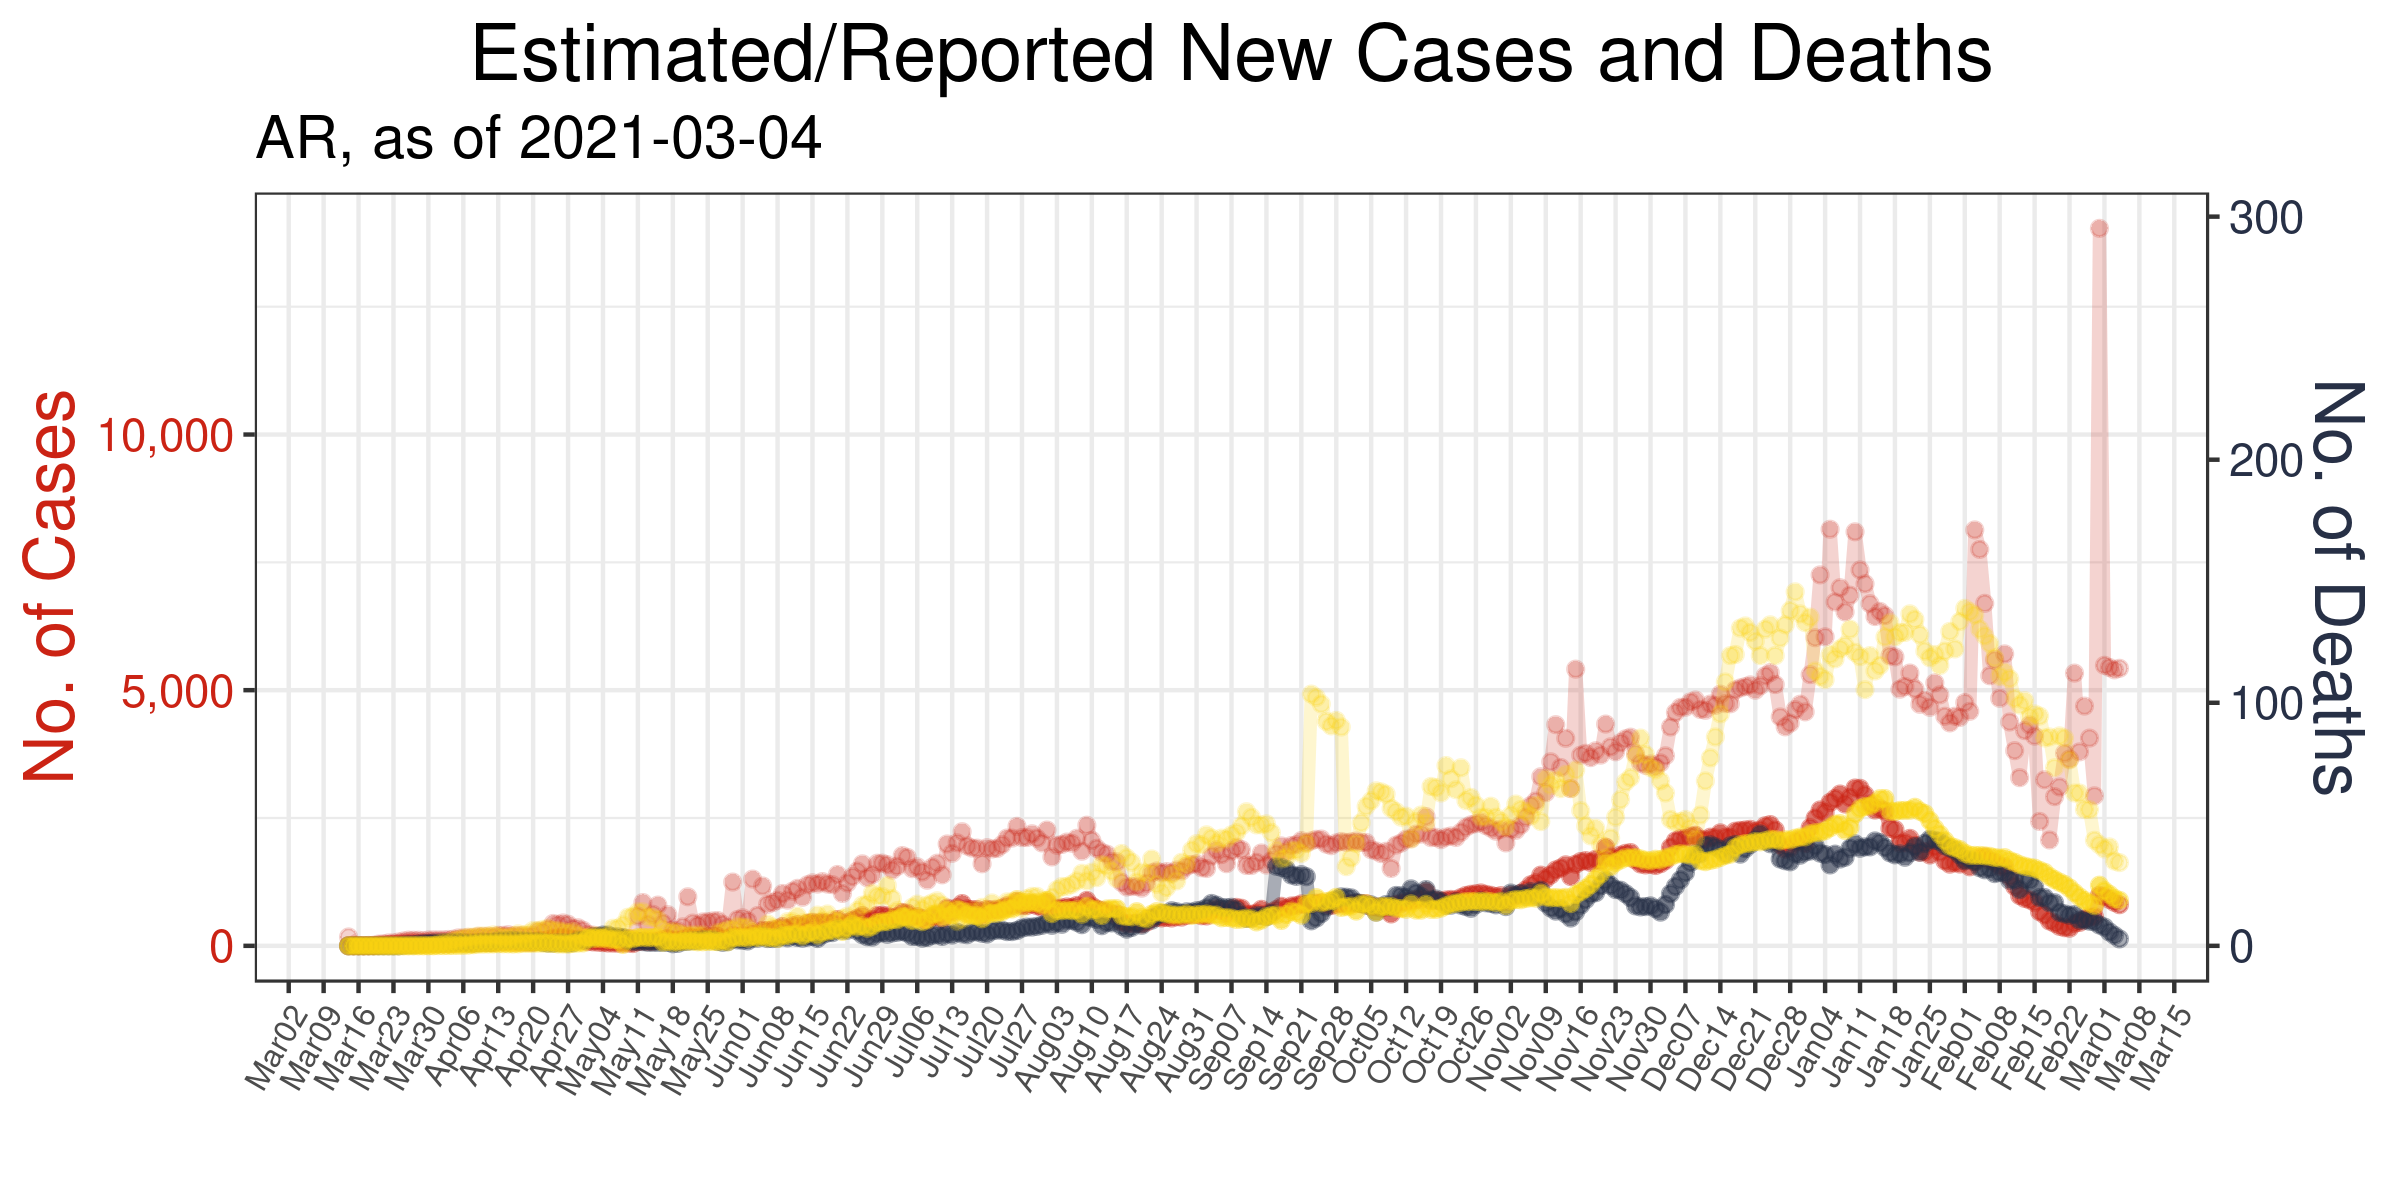 Estimated/Reported New Cases and Deaths
AR, as of 2021-03-04
No. of Cases
10,000
5,000
0
300
200
100
0
No. of Deaths
Mar02 Mar09 Mar16 Mar23 Mar30 Apr06 Apr13 Apr20 Apr27 May04 May11 May18 May25 Jun01 Jun08 Jun15 Jun22 Jun29 Jul06 Jul13 Jul20 Jul27 Aug03 Aug10 Aug17 Aug24 Aug31 Sep07 Sep14 Sep21 Sep28 Oct05 Oct12 Oct19 Oct26 Nov02 Nov09 Nov16 Nov23 Nov30 Dec07 Dec14 Dec21 Dec28 Jan04 Jan11 Jan18 Jan25 Feb01 Feb08 Feb15 Feb22 Mar01 Mar08 Mar15